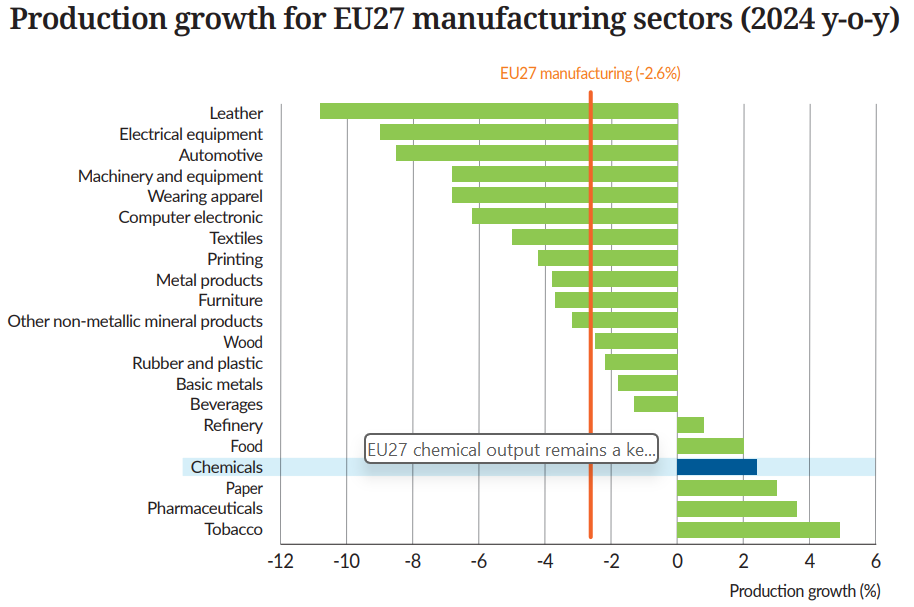 Production growth for EU27 manufacturing sectors (2024 y-o-y)
EU27 manufacturing (-2.6%)
Leather
Electrical equipment
Automotive
Machinery and equipment
Wearing apparel
Computer electronic
Textiles
Printing
Metal products
Furniture
Other non-metallic mineral products
Wood
Rubber and plastic
Basic metals
Beverages
Refinery
Food
EU27 chemical output remains a ke...
Chemicals
Paper
Pharmaceuticals
Tobacco
-12 -10 -8 -6 -4 -2 0 2 4 6
Production growth (%)